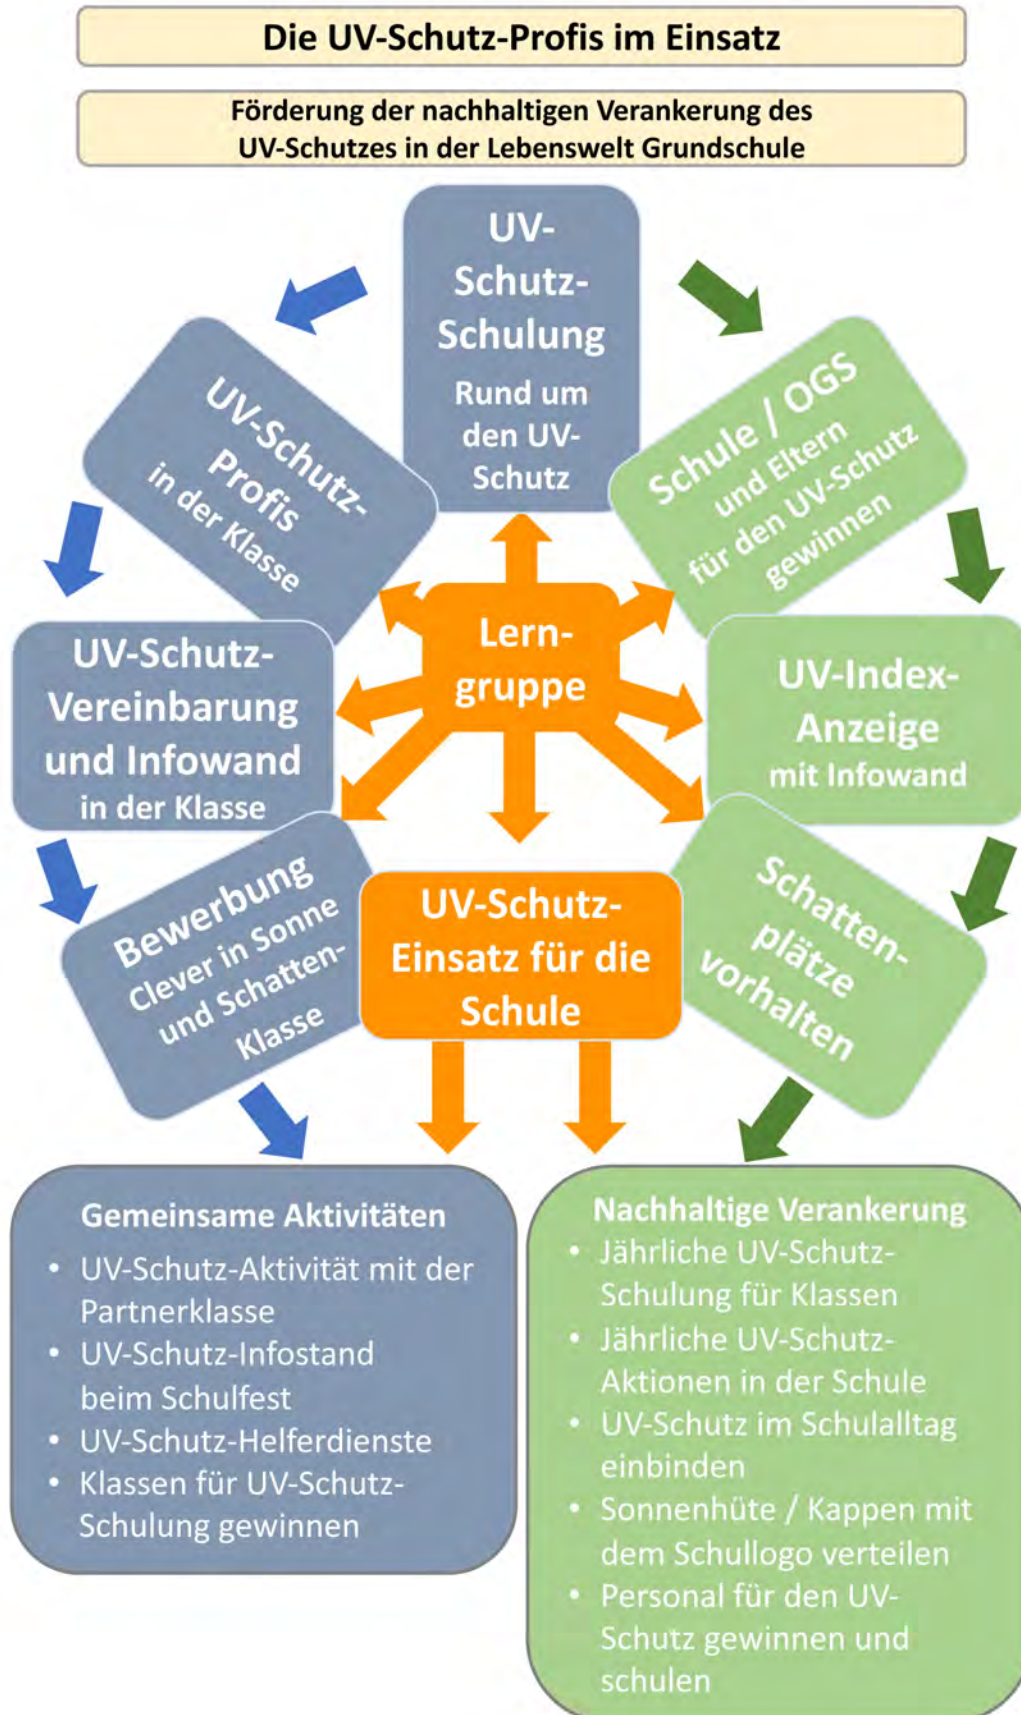 Die UV-Schutz-Profis im Einsatz
Förderung der nachhaltigen Verankerung des
UV-Schutzes in der Lebenswelt Grundschule
UV-
Schutz-
Schulung
Rund um
den UV-
Schutz
UV-Schutz-
Profis
in der Klasse
Schule / OGS
und Eltern
für den UV-Schutz
gewinnen
Lern-
gruppe
UV-Schutz-
Vereinbarung
und Infowand
in der Klasse
UV-Index-
Anzeige
mit Infowand
Bewerbung
Clever in Sonne
und Schatten-
Klasse
UV-Schutz-
Einsatz für die
Schule
Schatten-
plätze
vorhalten
Gemeinsame Aktivitäten
• UV-Schutz-Aktivität mit der
Partnerklasse
• UV-Schutz-Infostand
beim Schulfest
• UV-Schutz-Helferdienste
• Klassen für UV-Schutz-
Schulung gewinnen
Nachhaltige Verankerung
• Jährliche UV-Schutz-
Schulung für Klassen
• Jährliche UV-Schutz-
Aktionen in der Schule
• UV-Schutz im Schulalltag
einbinden
• Sonnenhüte / Kappen mit
dem Schullogo verteilen
• Personal für den UV-
Schutz gewinnen und
schulen